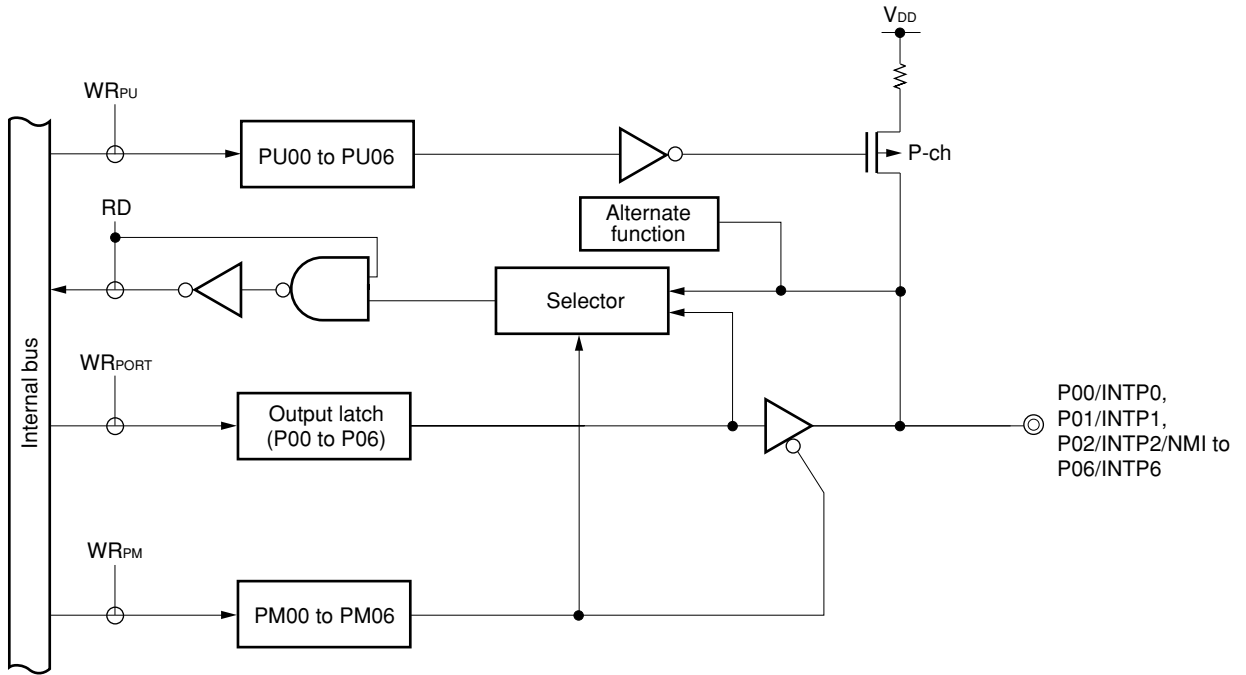 VDD
WRPU
PU00 to PU06
P-ch
RD
Alternate
function
Selector
Internal bus
WRPORT
Output latch
(P00 to P06)
P00/INTP0,
P01/INTP1,
P02/INTP2/NMI to
P06/INTP6
WRPM
PM00 to PM06